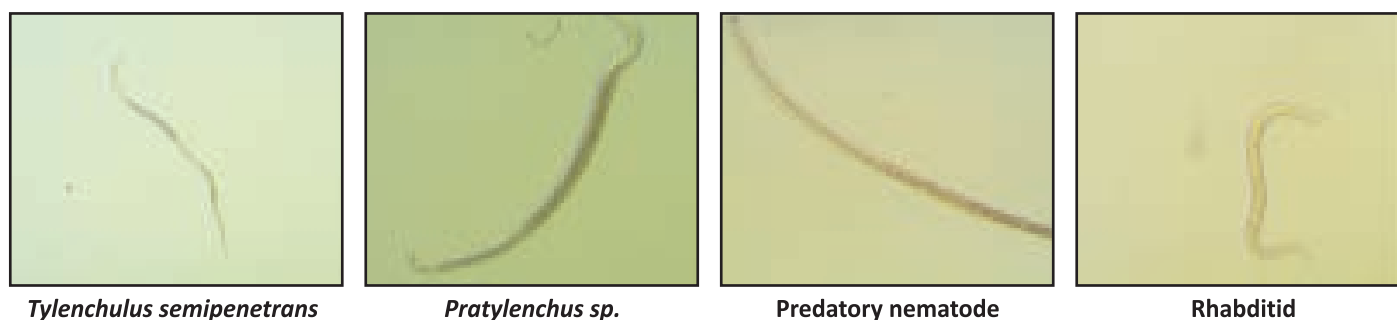 Tylenchulus semipenetrans
Pratylenchus sp.
Predatory nematode
Rhabditid